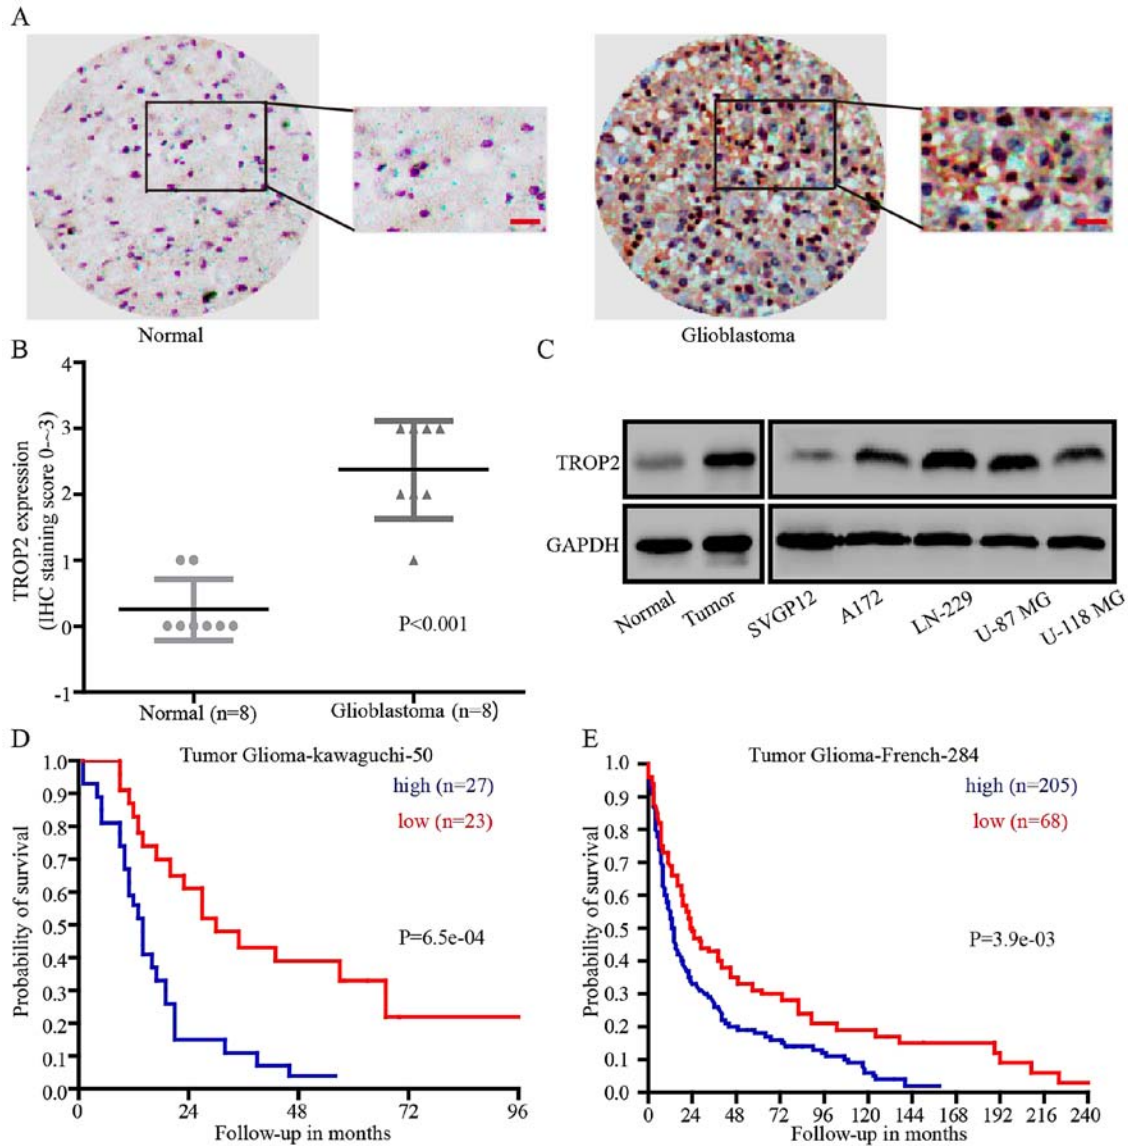 A
Normal
Glioblastoma
B
TROP2 expression
(IHC staining score 0~~3)
4
3
2
1
0
-1
P<0.001
Normal (n=8)
Glioblastoma (n=8)
C
TROP2
GAPDH
Normal
Tumor
SVGP12
A172
LN-229
U-87 MG
U-118 MG
D
Tumor Glioma-kawaguchi-50
Probability of survival
1.0
0.9
0.8
0.7
0.6
0.5
0.4
0.3
0.2
0.1
0.0
high (n=27)
low (n=23)
P=6.5e-04
0 24 48 72 96
Follow-up in months
E
Tumor Glioma-French-284
Probability of survival
1.0
0.9
0.8
0.7
0.6
0.5
0.4
0.3
0.2
0.1
0.0
high (n=205)
low (n=68)
P=3.9e-03
0 24 48 72 96 120 144 168 192 216 240
Follow-up in months